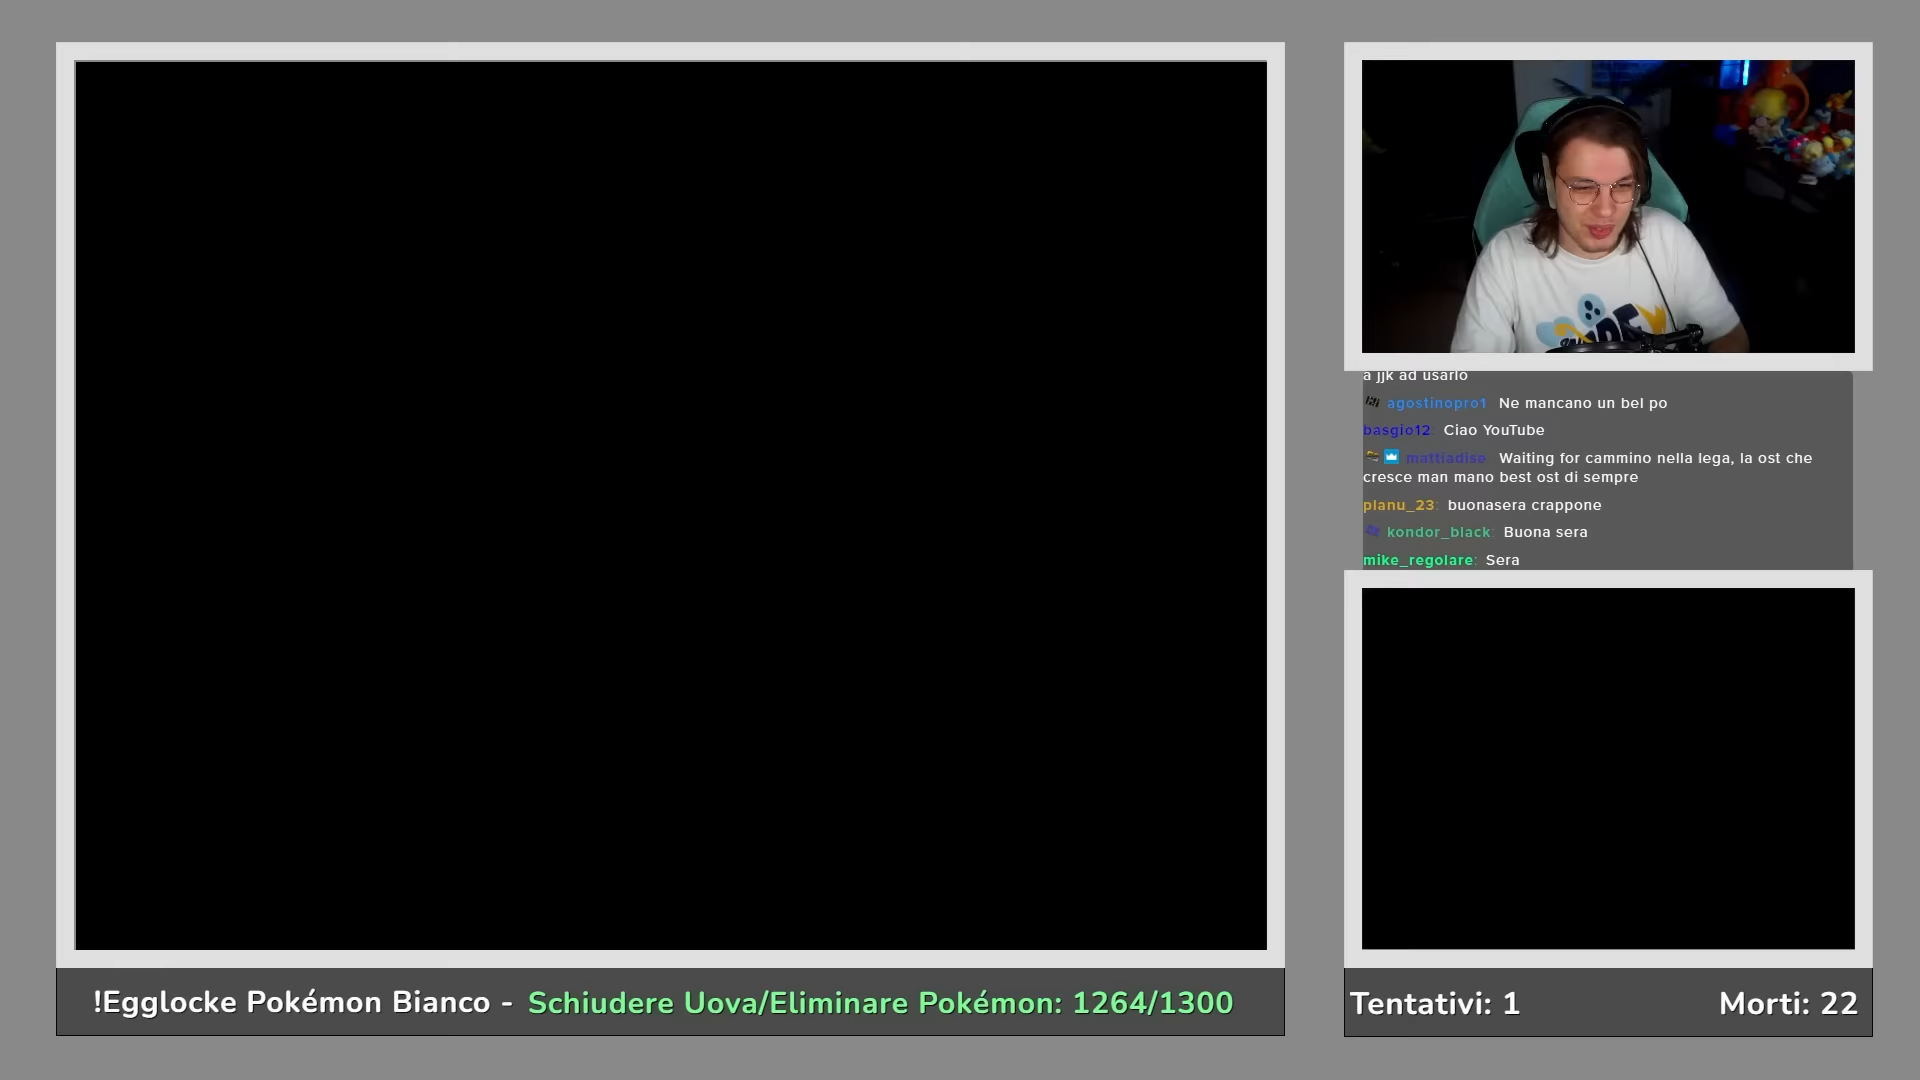 a jjk ad usarlo
agostinopro1 Ne mancano un bel po
basgio12: Ciao YouTube
mattiadise: Waiting for cammino nella lega, la ost che
cresce man mano best ost di sempre
planu_23: buonasera crappone
kondor_black: Buona sera
mike_regolare: Sera
!Egglocke Pokémon Bianco - Schiudere Uova/Eliminare Pokémon: 1264/1300
Tentativi: 1 Morti: 22